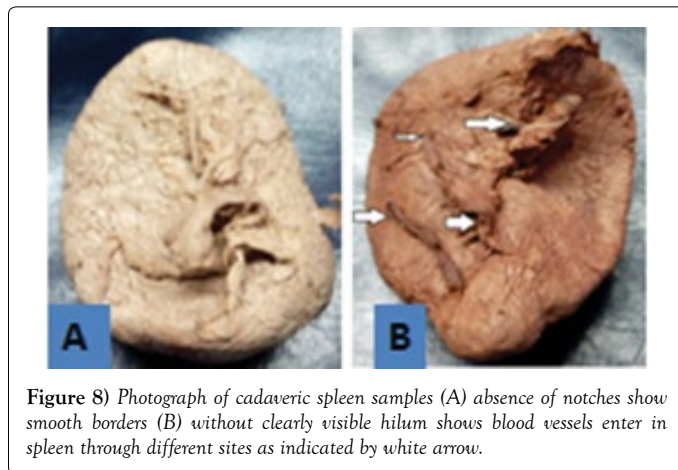 A
B
Figure 8) Photograph of cadaveric spleen samples (A) absence of notches show
smooth borders (B) without clearly visible hilum shows blood vessels enter in
spleen through different sites as indicated by white arrow.